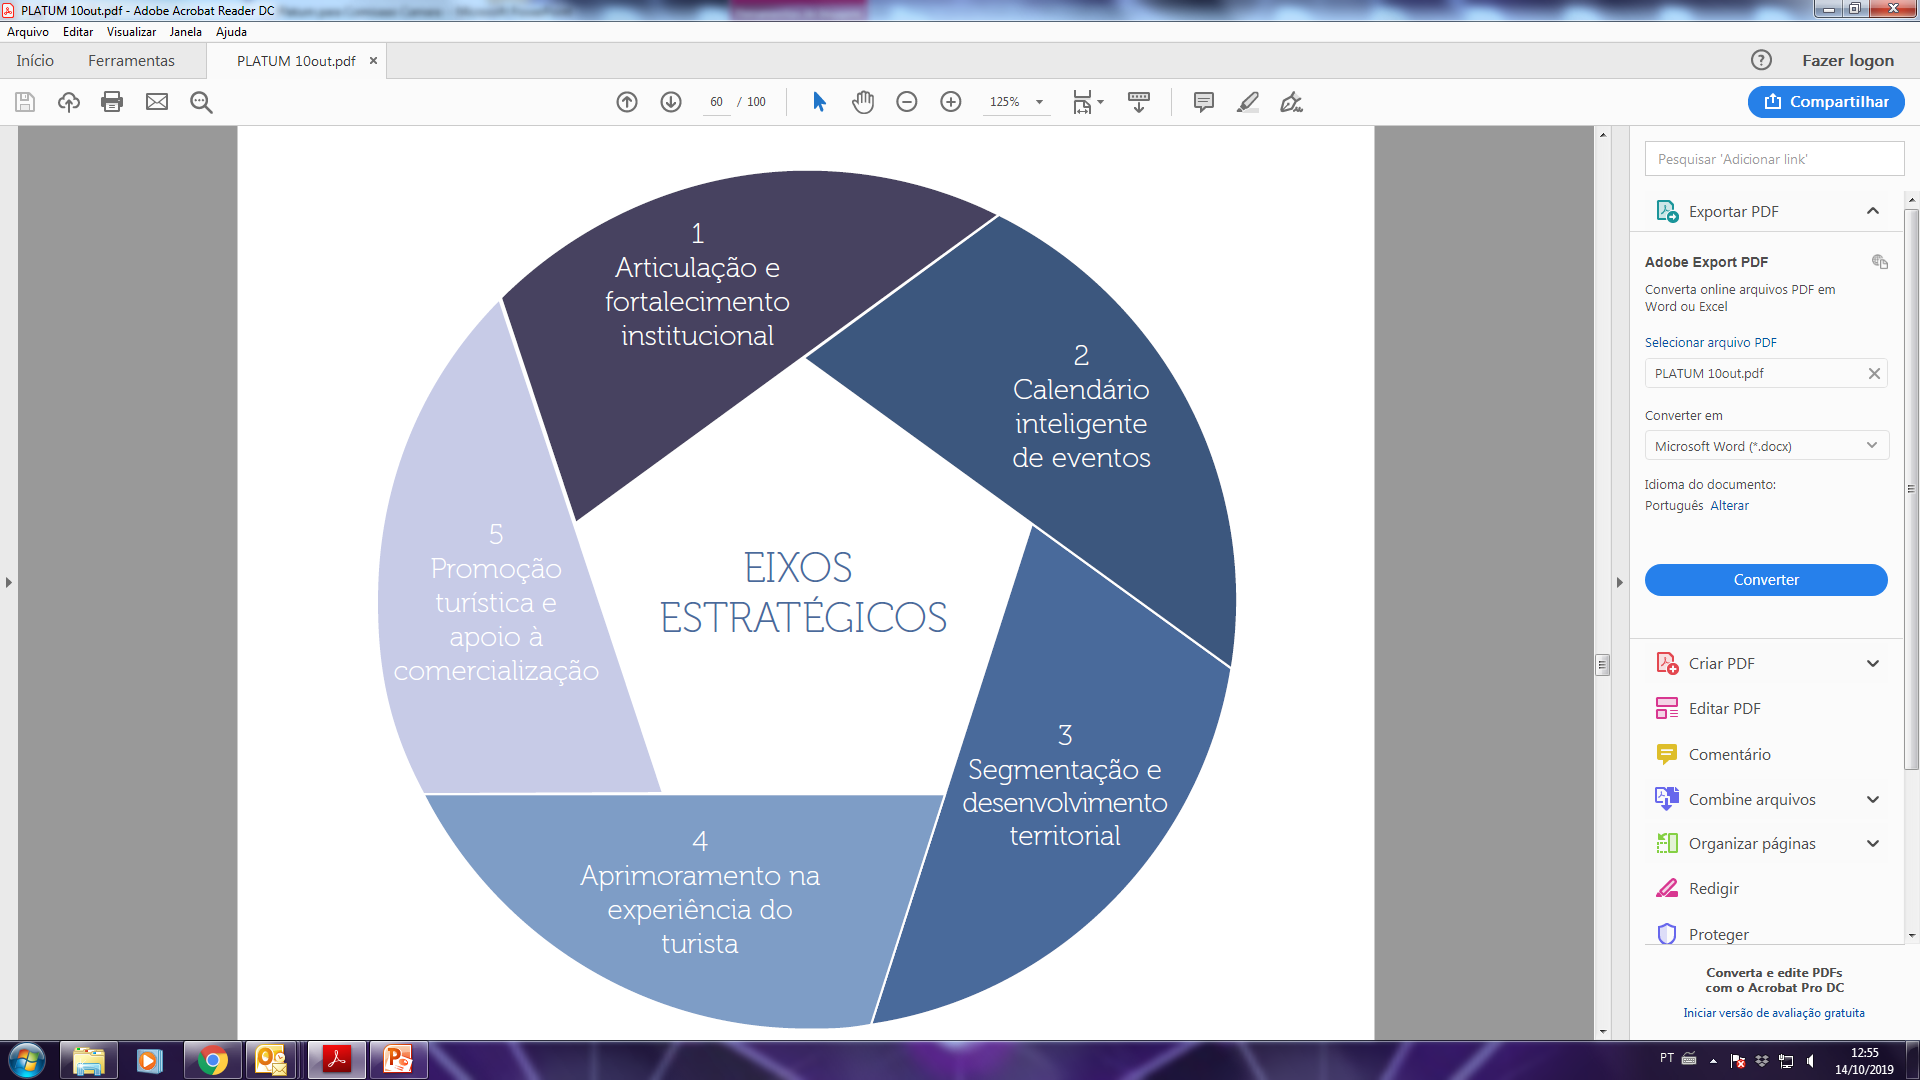 PLATUM 10out.pdf - Adobe Acrobat Reader DC
Arquivo Editar Visualizar Janela Ajuda
Início Ferramentas PLATUM 10out.pdf × Fazer logon
60 / 100 125% Compartilhar
1
Articulação e
fortalecimento
institucional
2
Calendário
inteligente
de eventos
3
Segmentação e
desenvolvimento
territorial
4
Aprimoramento na
experiência do
turista
5
Promoção
turística e
apoio à
comercialização
EIXOS
ESTRATÉGICOS
Pesquisar 'Adicionar link'
Exportar PDF
Adobe Export PDF
Converta online arquivos PDF em
Word ou Excel
Selecionar arquivo PDF
PLATUM 10out.pdf
Converter em
Microsoft Word (*.docx)
Idioma do documento:
Português Alterar
Converter
Criar PDF
Editar PDF
Comentário
Combine arquivos
Organizar páginas
Redigir
Proteger
Converta e edite PDFs
com o Acrobat Pro DC
Iniciar versão de avaliação gratuita
PT
12:55
14/10/2019